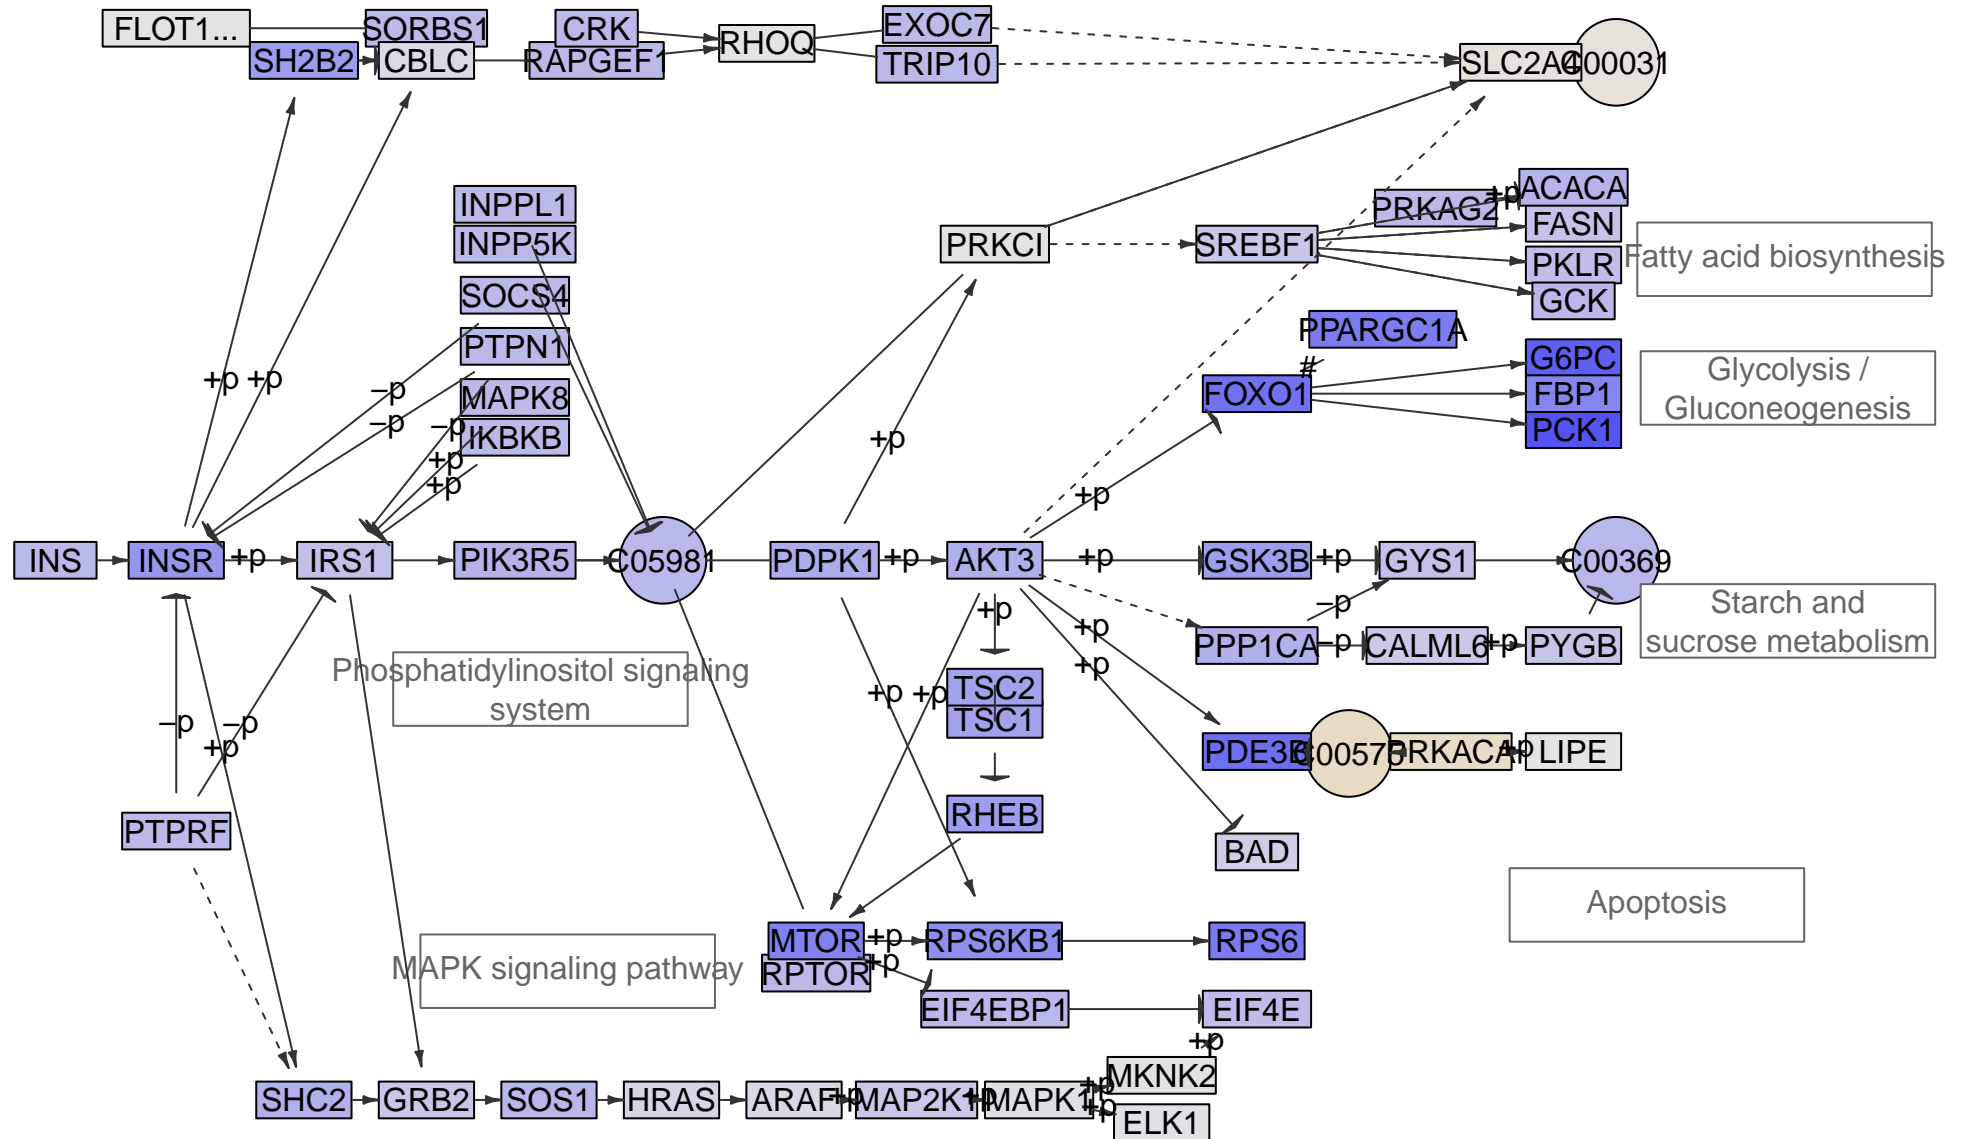 FLOT1...
SORBS1
CRK
RHOQ
EXOC7
SH2B2
CBLC
RAPGEF1
TRIP10
SLC2A4
C00031
INPPL1
INPP5K
SOCS4
PTPN1
MAPK8
IKBKB
PRKCI
SREBF1
PRKAG2
+p
ACACA
FASN
PKLR
GCK
Fatty acid biosynthesis
PPARGC1A
#
FOXO1
G6PC
FBP1
PCK1
Glycolysis /
Gluconeogenesis
+p
+p
−p
−p
−p
+p
+p
+p
+p
INS
INSR
+p
IRS1
PIK3R5
C05981
PDPK1
+p
AKT3
+p
GSK3B
+p
GYS1
C00369
−p
+p
+p
+p
PPP1CA
−p
CALML6
+p
PYGB
Starch and
sucrose metabolism
Phosphatidylinositol signaling
system
−p
−p
+p
+p
+p
TSC2
TSC1
PDE3B
C00575
PRKACA
+p
LIPE
PTPRF
RHEB
BAD
Apoptosis
MAPK signaling pathway
MTOR
+p
RPS6KB1
RPS6
RPTOR
+p
EIF4EBP1
EIF4E
+p
SHC2
GRB2
SOS1
HRAS
ARAF
+p
MAP2K1
+p
MAPK1
+p
+p
MKNK2
ELK1